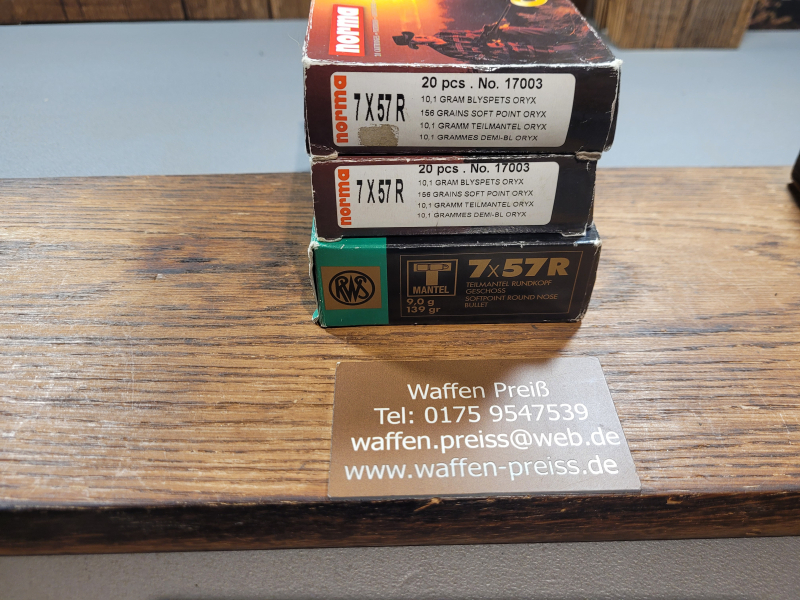 norma
norma
7 X 57 R
20 pcs . No. 17003
10,1 GRAM BLYSPETS ORYX
156 GRAINS SOFT POINT ORYX
10,1 GRAMM TEILMANTEL ORYX
10,1 GRAMMES DEMI-BL ORYX
norma
7 X 57 R
20 pcs . No. 17003
10,1 GRAM BLYSPETS ORYX
156 GRAINS SOFT POINT ORYX
10,1 GRAMM TEILMANTEL ORYX
10,1 GRAMMES DEMI-BL ORYX
RWS
T
MANTEL
9,0 g
139 gr
7x57R
TEILMANTEL RUNDKOPF
GESCHOSS
SOFTPOINT ROUND NOSE
BULLET
Waffen Preiß
Tel: 0175 9547539
waffen.preiss@web.de
www.waffen-preiss.de